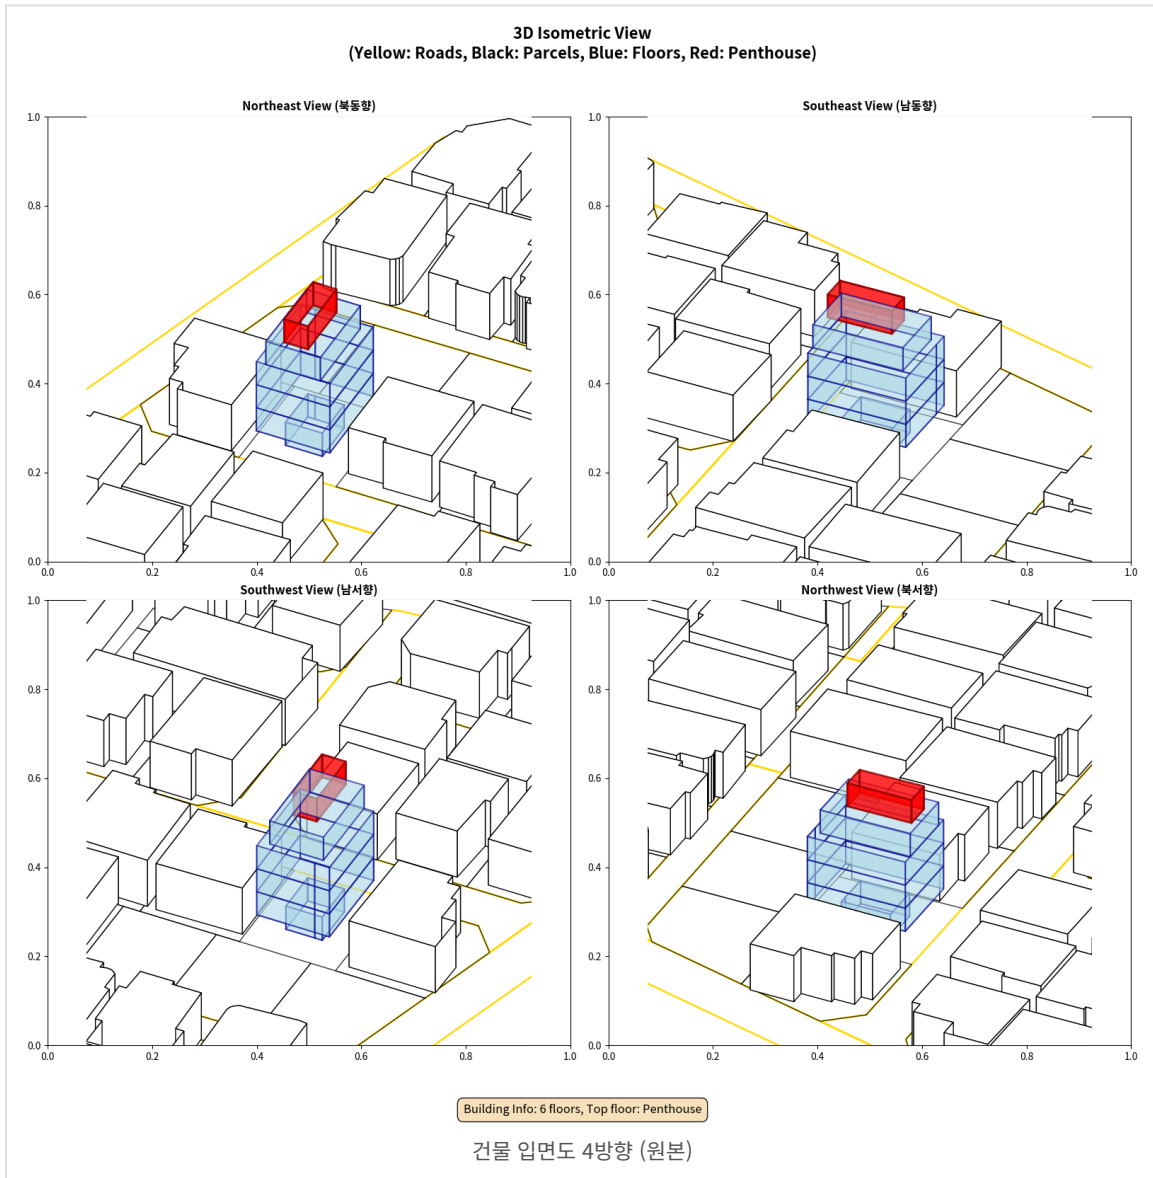 3D Isometric View
(Yellow: Roads, Black: Parcels, Blue: Floors, Red: Penthouse)
Northeast View (북동향)
1.0
0.8
0.6
0.4
0.2
0.0
0.0 0.2 0.4 0.6 0.8 1.0
Southeast View (남동향)
1.0
0.8
0.6
0.4
0.2
0.0
0.0 0.2 0.4 0.6 0.8 1.0
Southwest View (남서향)
1.0
0.8
0.6
0.4
0.2
0.0
0.0 0.2 0.4 0.6 0.8 1.0
Northwest View (북서향)
1.0
0.8
0.6
0.4
0.2
0.0
0.0 0.2 0.4 0.6 0.8 1.0
Building Info: 6 floors, Top floor: Penthouse
건물 입면도 4방향 (원본)